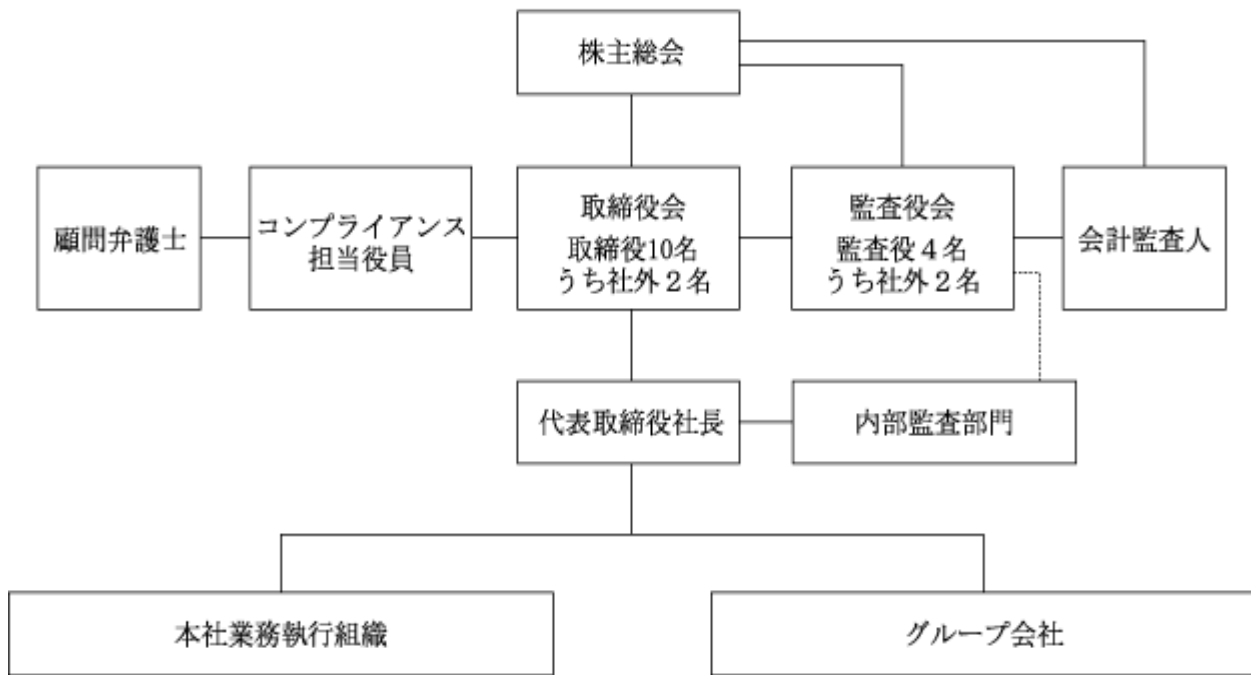 株主総会
顧問弁護士
コンプライアンス
担当役員
取締役会
取締役10名
うち社外２名
監査役会
監査役４名
うち社外２名
会計監査人
代表取締役社長
内部監査部門
本社業務執行組織
グループ会社